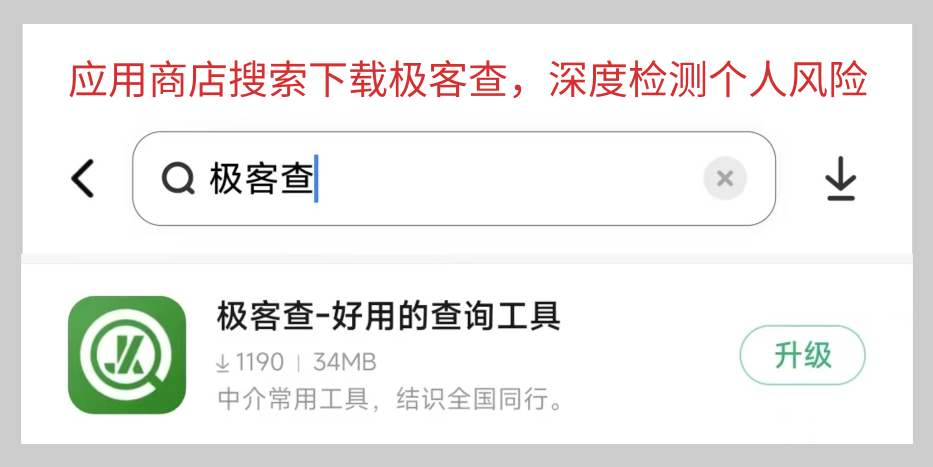 应用商店搜索下载极客查，深度检测个人风险
极客查
极客查-好用的查询工具
1190 | 34MB
升级
中介常用工具，结识全国同行。